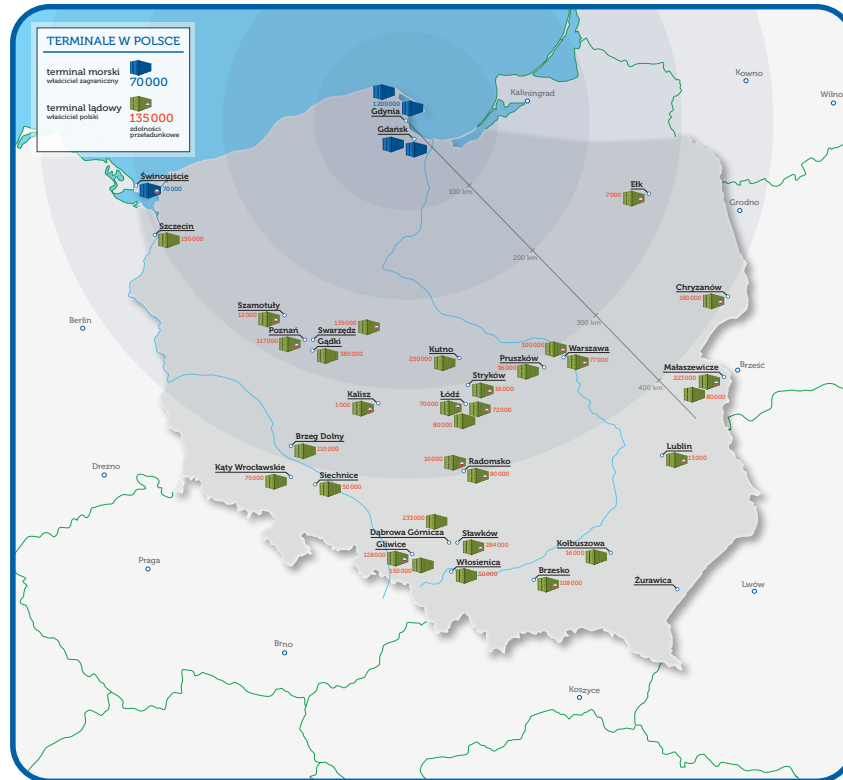 TERMINALE W POLSCE
terminal morski
właściciel zagraniczny
70 000
terminal lądowy
właściciel polski
135 000
zdolności
przeładunkowe
Kowno
Wilno
Kaliningrad
1 200 000
Gdynia
Gdańsk
Świnoujście
70 000
100 km
Ełk
7 000
Grodno
Szczecin
150 000
200 km
Chryzanów
180 000
Szamotuły
12 000
300 km
Berlin
135 000
Poznań
Swarzędz
117 000
Gądki
385 000
Kutno
250 000
100 000
Warszawa
77 000
Pruszków
96 000
Małaszewicze
223 000
80 000
Brześć
400 km
Stryków
16 000
Kalisz
1 000
Łódź
70 000
72 000
80 000
Brzeg Dolny
110 000
Lublin
13 000
Drezno
Kąty Wrocławskie
75 000
Siechnice
50 000
10 000
Radomsko
80 000
233 000
Dąbrowa Górnicza
Sławków
284 000
Gliwice
128 000
150 000
Włosienica
50 000
Kolbuszowa
16 000
Brzesko
108 000
Żurawica
Praga
Lwów
Brno
Koszyce